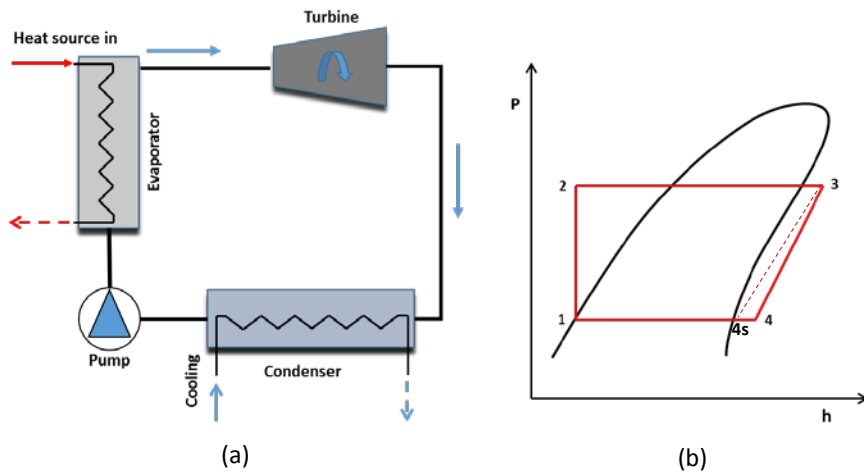 Turbine
Heat source in
Evaporator
Pump
Cooling
Condenser
(a)
P
2
3
1
4s
4
h
(b)